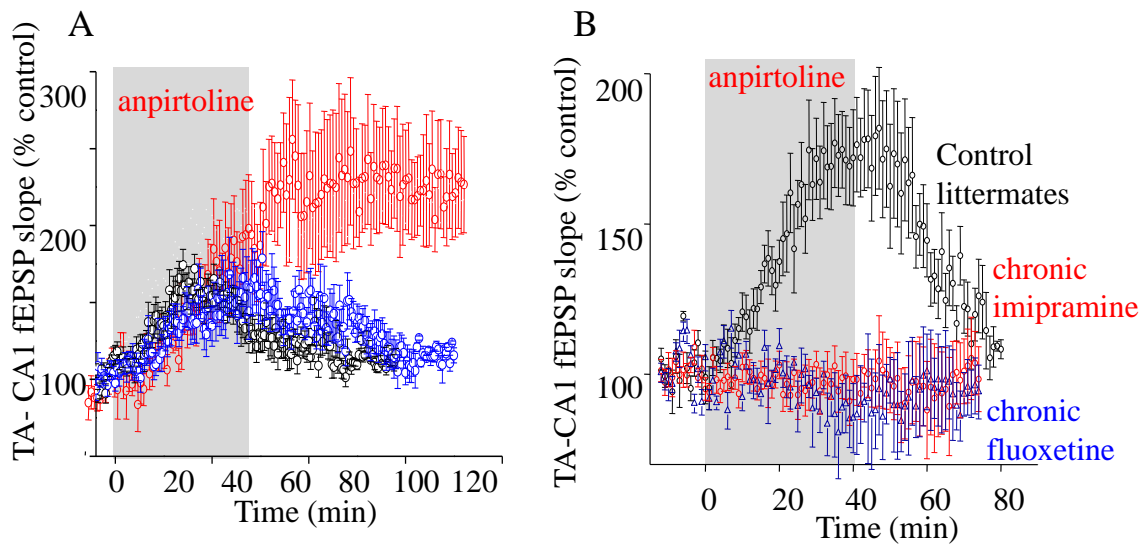 A
TA- CA1 fEPSP slope (% control)
300
200
100
anpirtoline
0 20 40 60 80 100 120
Time (min)
B
TA-CA1 fEPSP slope (% control)
200
150
100
anpirtoline
Control
littermates
chronic
imipramine
chronic
fluoxetine
0 20 40 60 80
Time (min)